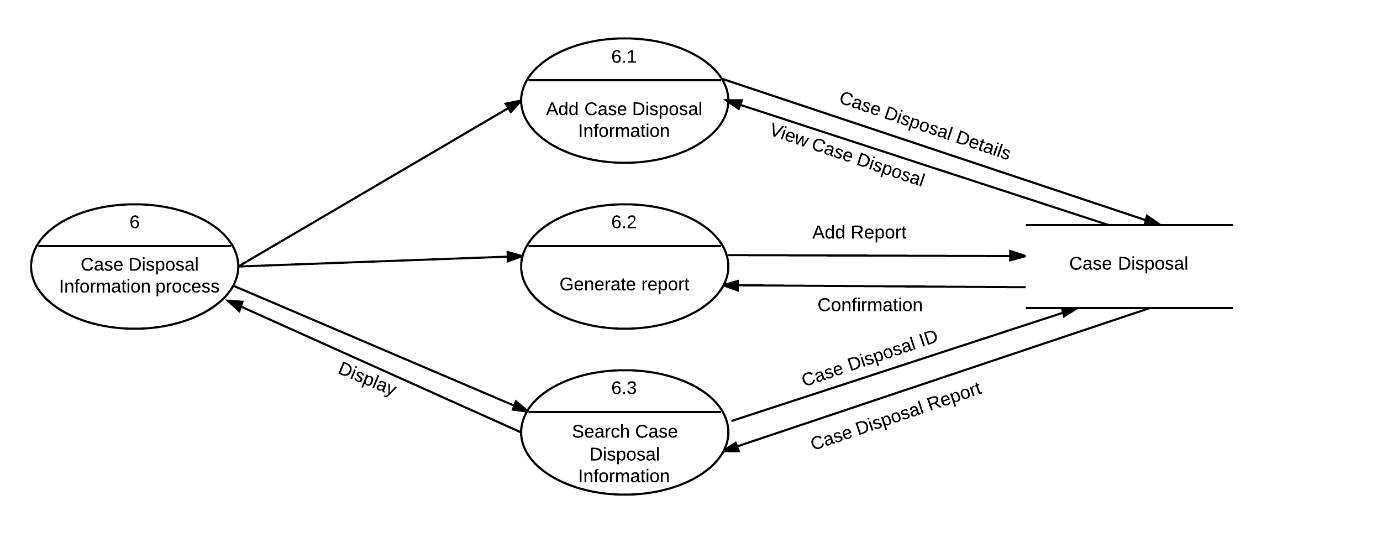 6.1
Add Case Disposal
Information
Case Disposal Details
View Case Disposal
6
Case Disposal
Information process
6.2
Generate report
Add Report
Confirmation
Case Disposal
Display
6.3
Search Case
Disposal
Information
Case Disposal ID
Case Disposal Report